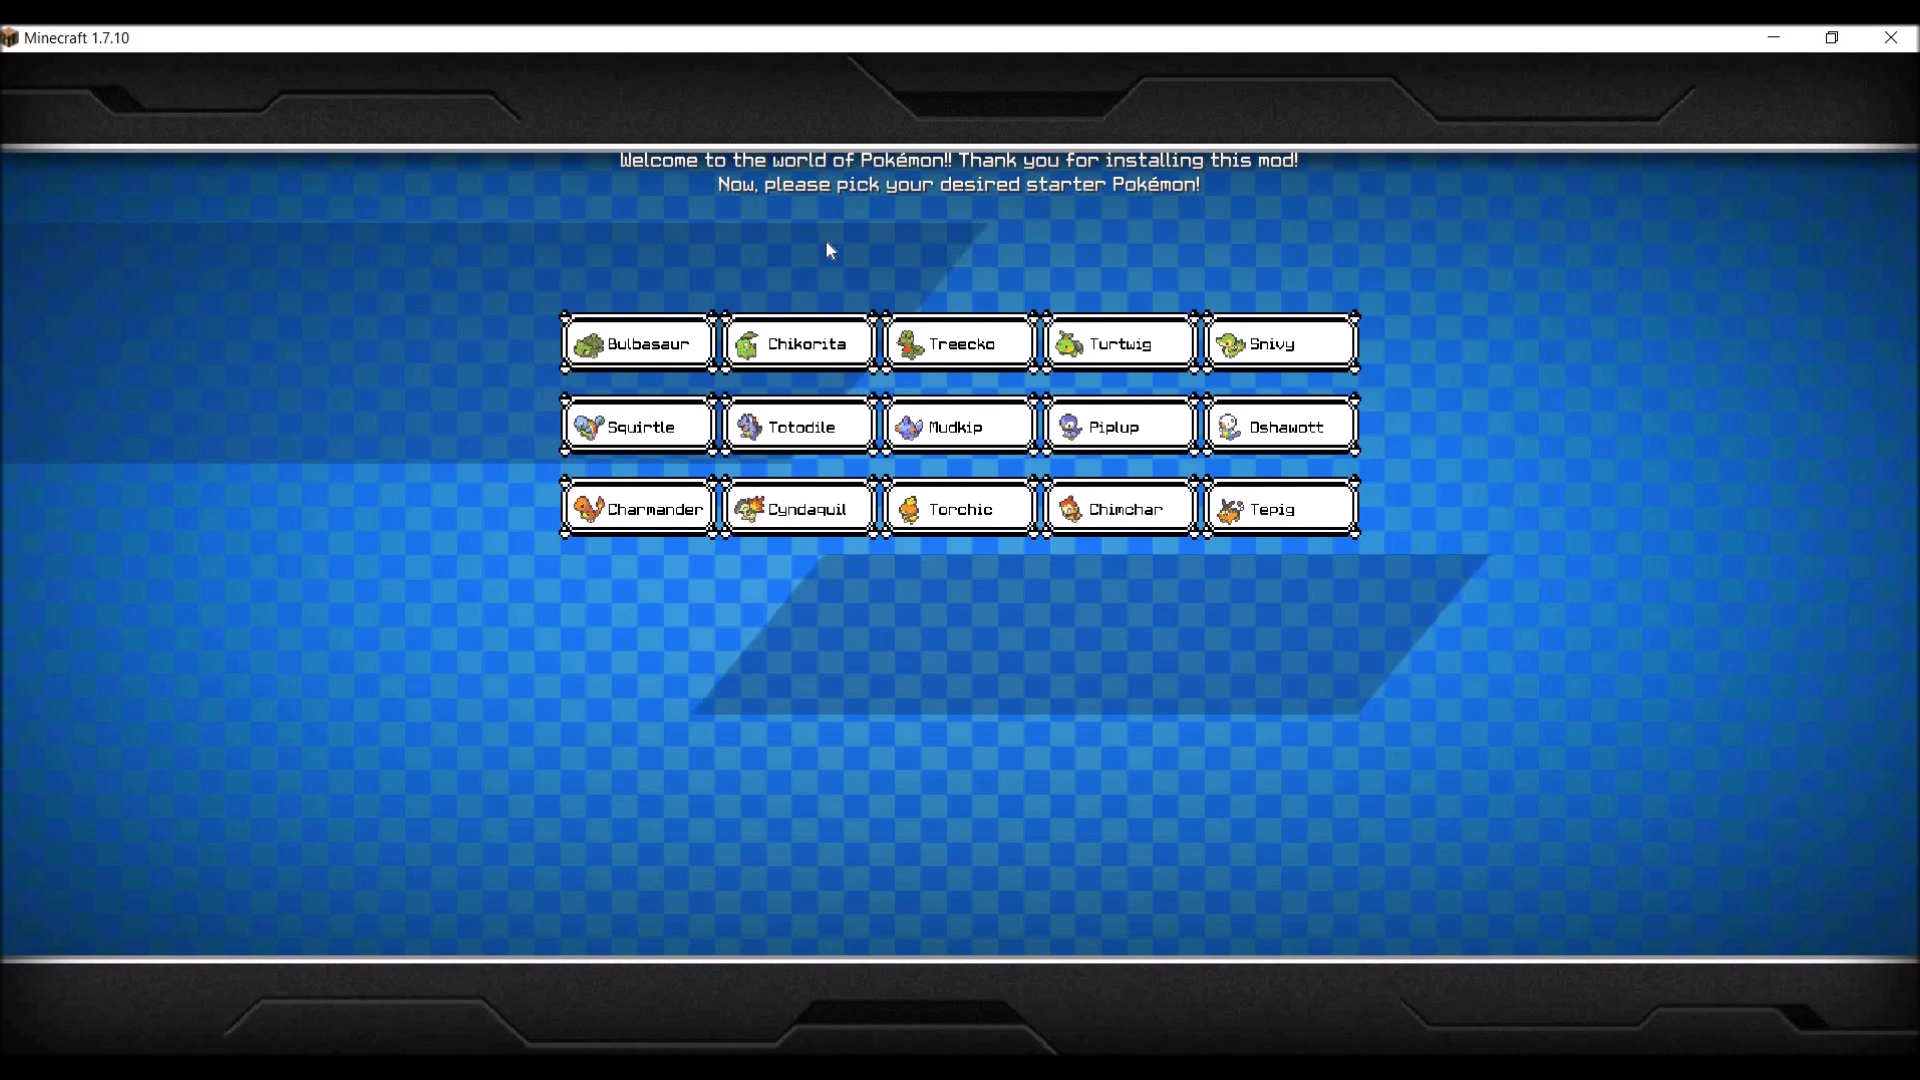 Minecraft 1.7.10
Welcome to the world of Pokémon!! Thank you for installing this mod!
Now, please pick your desired starter Pokémon!
Bulbasaur Chikorita Treecko Turtwig Snivy
Squirtle Totodile Mudkip Piplup Oshawott
Charmander Cyndaquil Torchic Chimchar Tepig